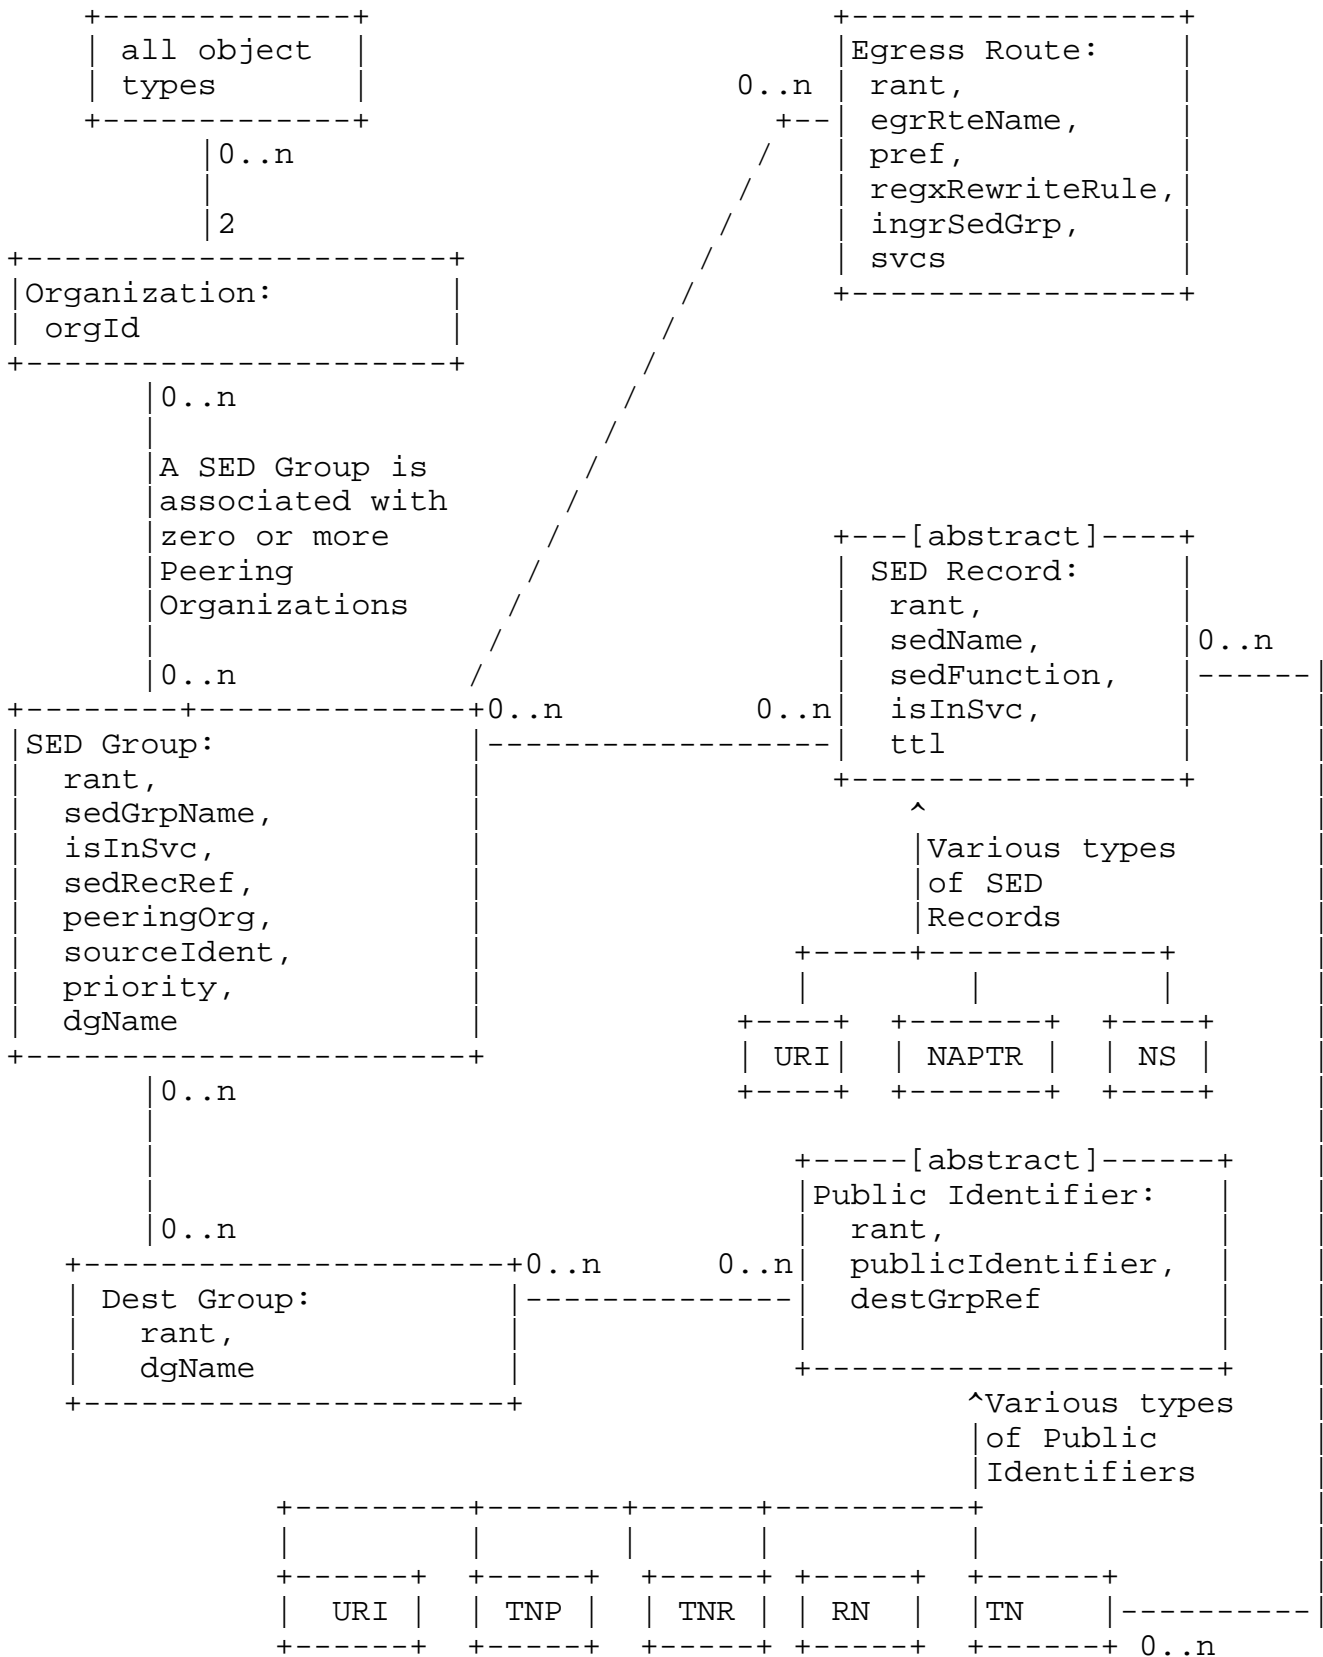 all object
types
0..n
2
Organization:
orgId
0..n
A SED Group is
associated with
zero or more
Peering
Organizations
0..n
Egress Route:
0..n
rant,
egrRteName,
pref,
regxRewriteRule,
ingrSedGrp,
svcs
[abstract]
SED Record:
rant,
sedName,
0..n
sedFunction,
0..n
0..n
isInSvc,
ttl
SED Group:
rant,
sedGrpName,
isInSvc,
sedRecRef,
peeringOrg,
sourceIdent,
priority,
dgName
Various types
of SED
Records
URI
NAPTR
NS
0..n
0..n
[abstract]
Public Identifier:
rant,
0..n
0..n
publicIdentifier,
destGrpRef
Dest Group:
rant,
dgName
Various types
of Public
Identifiers
URI
TNP
TNR
RN
TN
0..n